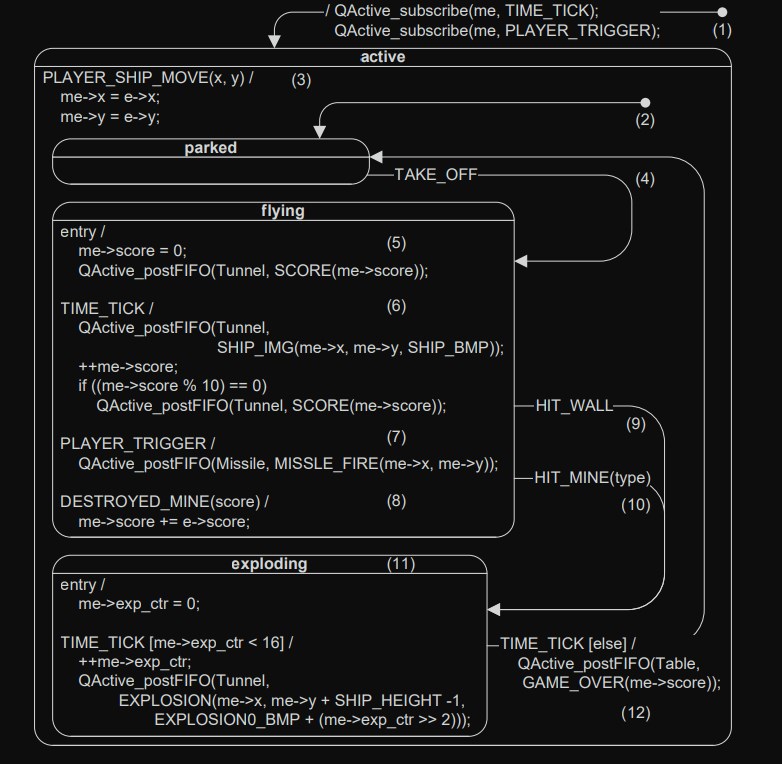 / QActive_subscribe(me, TIME_TICK);
QActive_subscribe(me, PLAYER_TRIGGER);
(1)
active
PLAYER_SHIP_MOVE(x, y) /
(3)
me->x = e->x;
me->y = e->y;
(2)
parked
TAKE_OFF
(4)
flying
entry /
me->score = 0;
(5)
QActive_postFIFO(Tunnel, SCORE(me->score));
TIME_TICK /
(6)
QActive_postFIFO(Tunnel,
SHIP_IMG(me->x, me->y, SHIP_BMP));
++me->score;
if ((me->score % 10) == 0)
QActive_postFIFO(Tunnel, SCORE(me->score));
HIT_WALL
(9)
PLAYER_TRIGGER /
(7)
QActive_postFIFO(Missile, MISSLE_FIRE(me->x, me->y));
HIT_MINE(type)
(10)
DESTROYED_MINE(score) /
(8)
me->score += e->score;
exploding
(11)
entry /
me->exp_ctr = 0;
TIME_TICK [me->exp_ctr < 16] /
++me->exp_ctr;
QActive_postFIFO(Tunnel,
EXPLOSION(me->x, me->y + SHIP_HEIGHT -1,
EXPLOSION0_BMP + (me->exp_ctr >> 2)));
TIME_TICK [else] /
QActive_postFIFO(Table,
GAME_OVER(me->score));
(12)